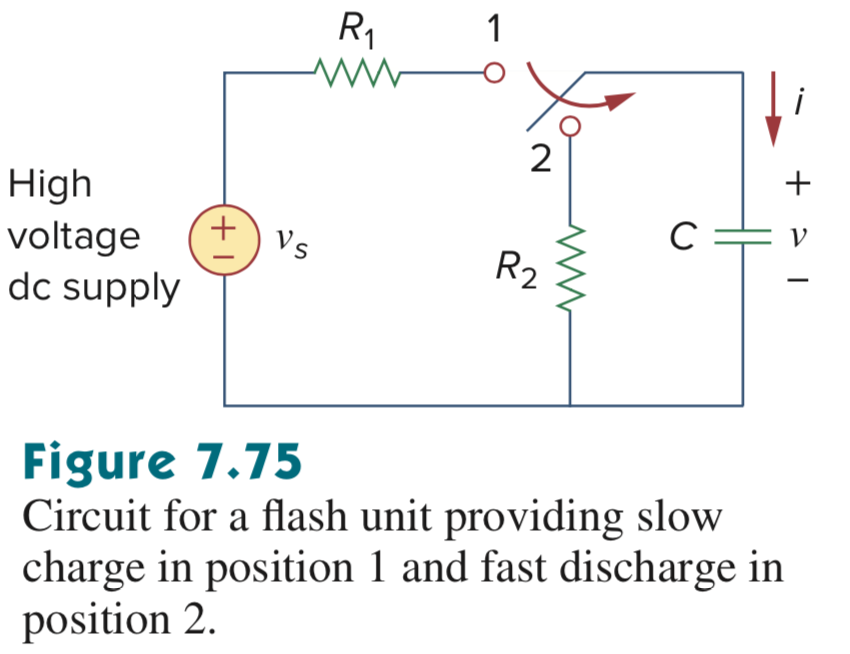 R1 1
i
2
High
voltage
dc supply
+
−
vs
R2
C
+
v
−
Figure 7.75
Circuit for a flash unit providing slow
charge in position 1 and fast discharge in
position 2.